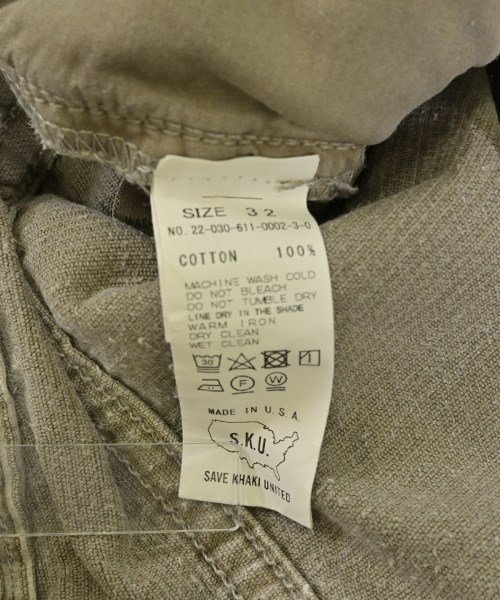 SIZE 32
NO. 22-030-611-0002-3-0
COTTON 100%
MACHINE WASH COLD
DO NOT BLEACH
DO NOT TUMBLE DRY
LINE DRY IN THE SHADE
WARM IRON
DRY CLEAN
WET CLEAN
30
F W
MADE IN U.S.A.
S.K.U.
SAVE KHAKI UNITED